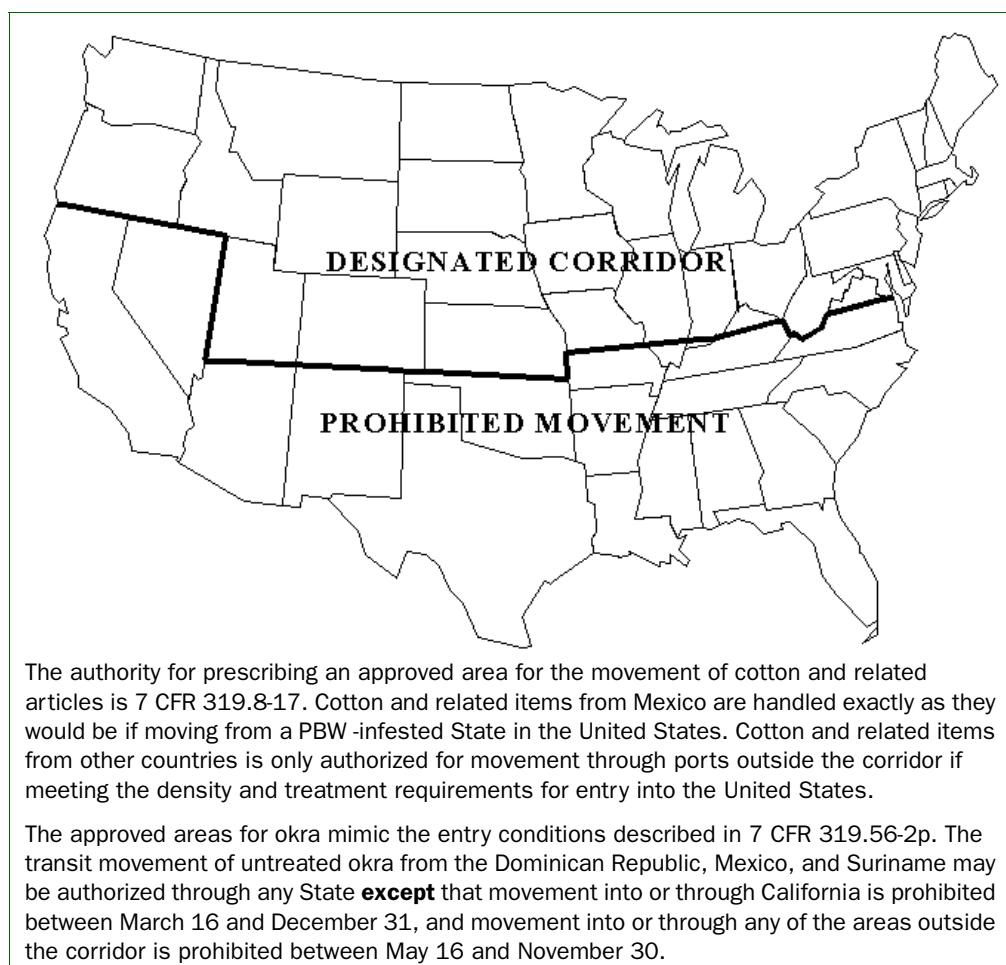 DESIGNATED CORRIDOR
PROHIBITED MOVEMENT
The authority for prescribing an approved area for the movement of cotton and related
articles is 7 CFR 319.8-17. Cotton and related items from Mexico are handled exactly as they
would be if moving from a PBW -infested State in the United States. Cotton and related items
from other countries is only authorized for movement through ports outside the corridor if
meeting the density and treatment requirements for entry into the United States.
The approved areas for okra mimic the entry conditions described in 7 CFR 319.56-2p. The
transit movement of untreated okra from the Dominican Republic, Mexico, and Suriname may
be authorized through any State except that movement into or through California is prohibited
between March 16 and December 31, and movement into or through any of the areas outside
the corridor is prohibited between May 16 and November 30.